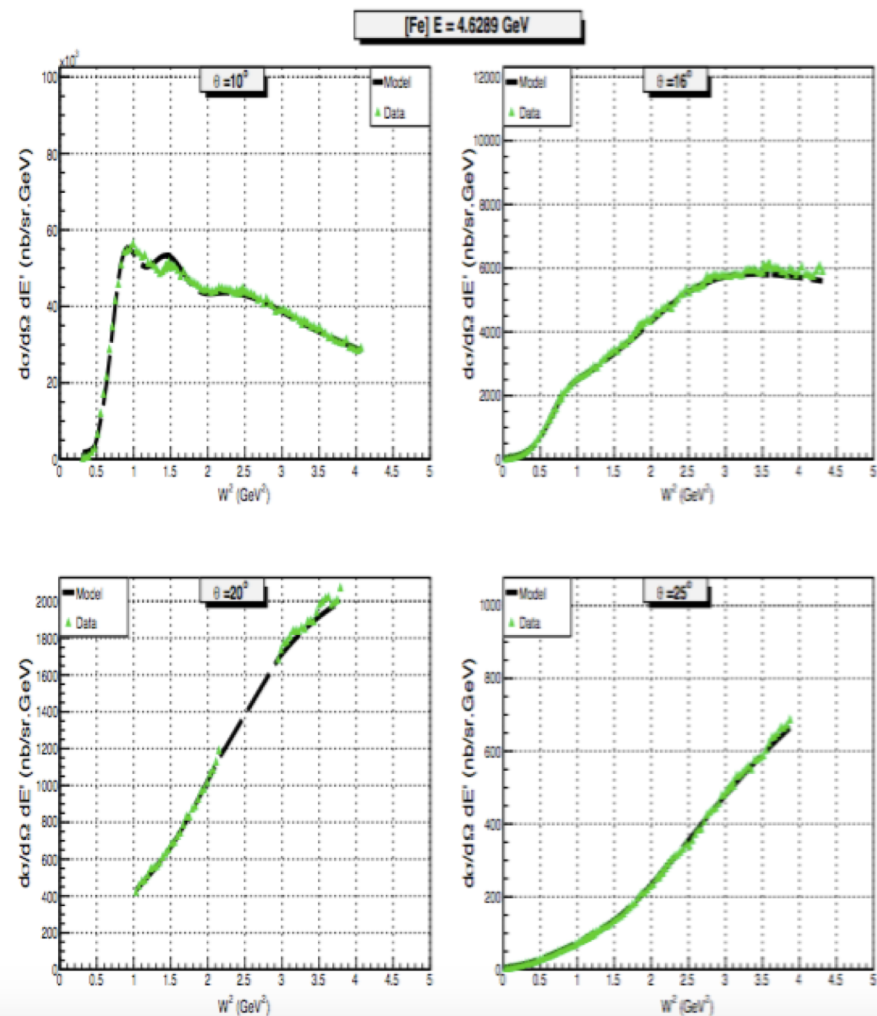 [Fe] E = 4.6289 GeV
×10³
θ =10⁰
Model
Data
100
80
60
40
20
0
dσ/dΩ dE' (nb/sr.GeV)
0 0.5 1 1.5 2 2.5 3 3.5 4 4.5 5
W² (GeV²)
θ =16⁰
Model
Data
12000
10000
8000
6000
4000
2000
0
dσ/dΩ dE' (nb/sr.GeV)
0 0.5 1 1.5 2 2.5 3 3.5 4 4.5 5
W² (GeV²)
θ =20⁰
Model
Data
2000
1800
1600
1400
1200
1000
800
600
400
200
0
dσ/dΩ dE' (nb/sr.GeV)
0 0.5 1 1.5 2 2.5 3 3.5 4 4.5 5
W² (GeV²)
θ =25⁰
Model
Data
1000
800
600
400
200
0
dσ/dΩ dE' (nb/sr.GeV)
0 0.5 1 1.5 2 2.5 3 3.5 4 4.5 5
W² (GeV²)